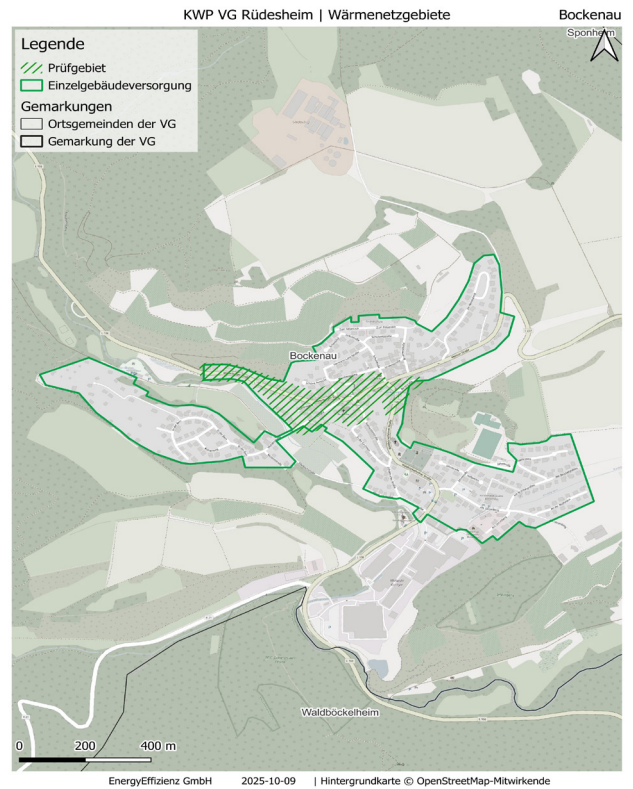 KWP VG Rüdesheim | Wärmenetzgebiete
Bockenau
Sponheim
Legende
Prüfgebiet
Einzelgebäudeversorgung
Gemarkungen
Ortsgemeinden der VG
Gemarkung der VG
Bockenau
Waldböckelheim
0 200 400 m
EnergyEffizienz GmbH 2025-10-09 | Hintergrundkarte © OpenStreetMap-Mitwirkende